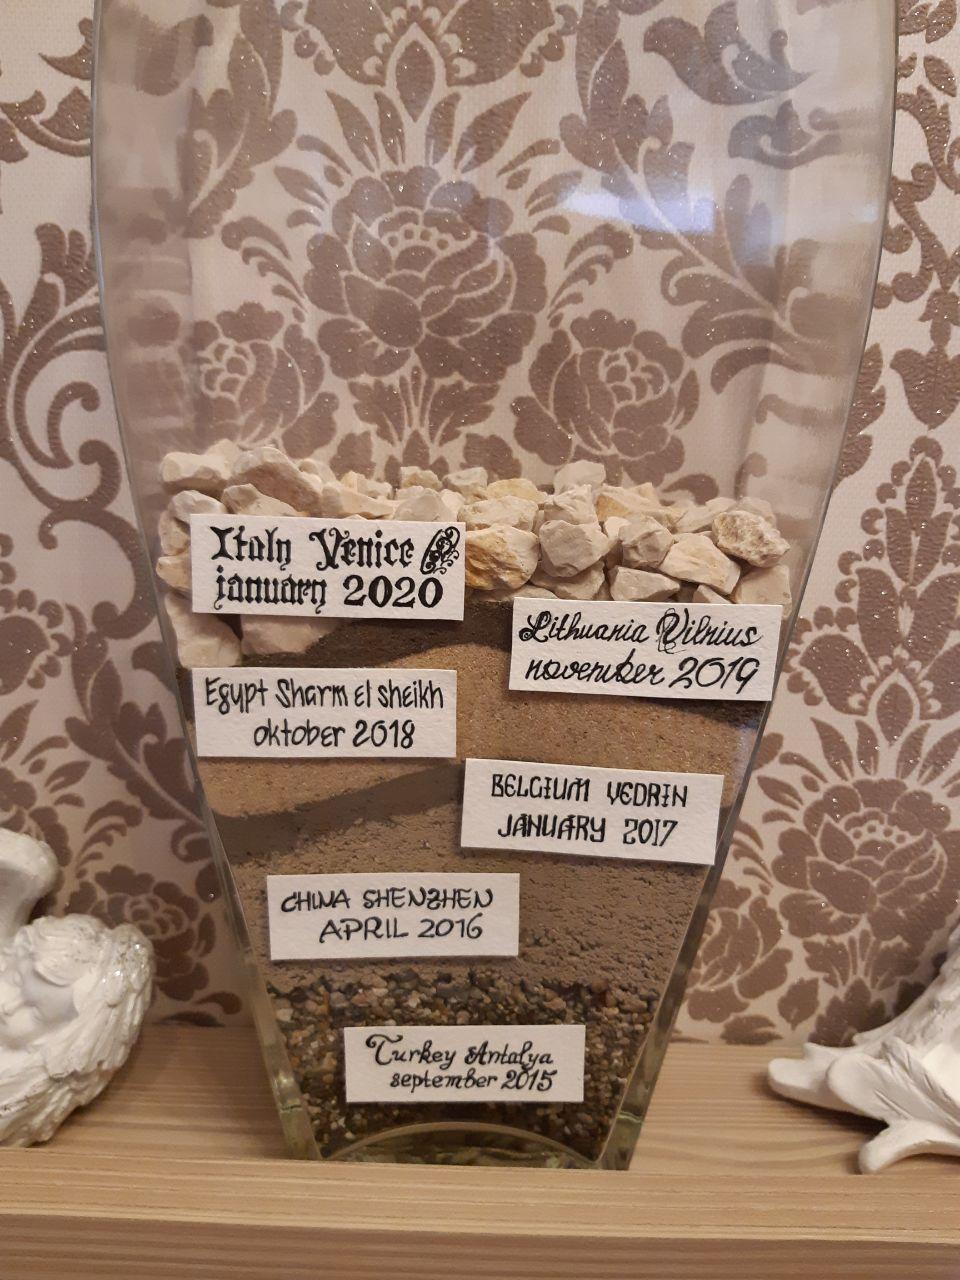 Italy Venice
january 2020
Lithuania Vilnius
november 2019
Egypt Sharm el sheikh
oktober 2018
BELGIUM VEDRIN
JANUARY 2017
CHINA SHENZHEN
APRIL 2016
Turkey Antalya
september 2015